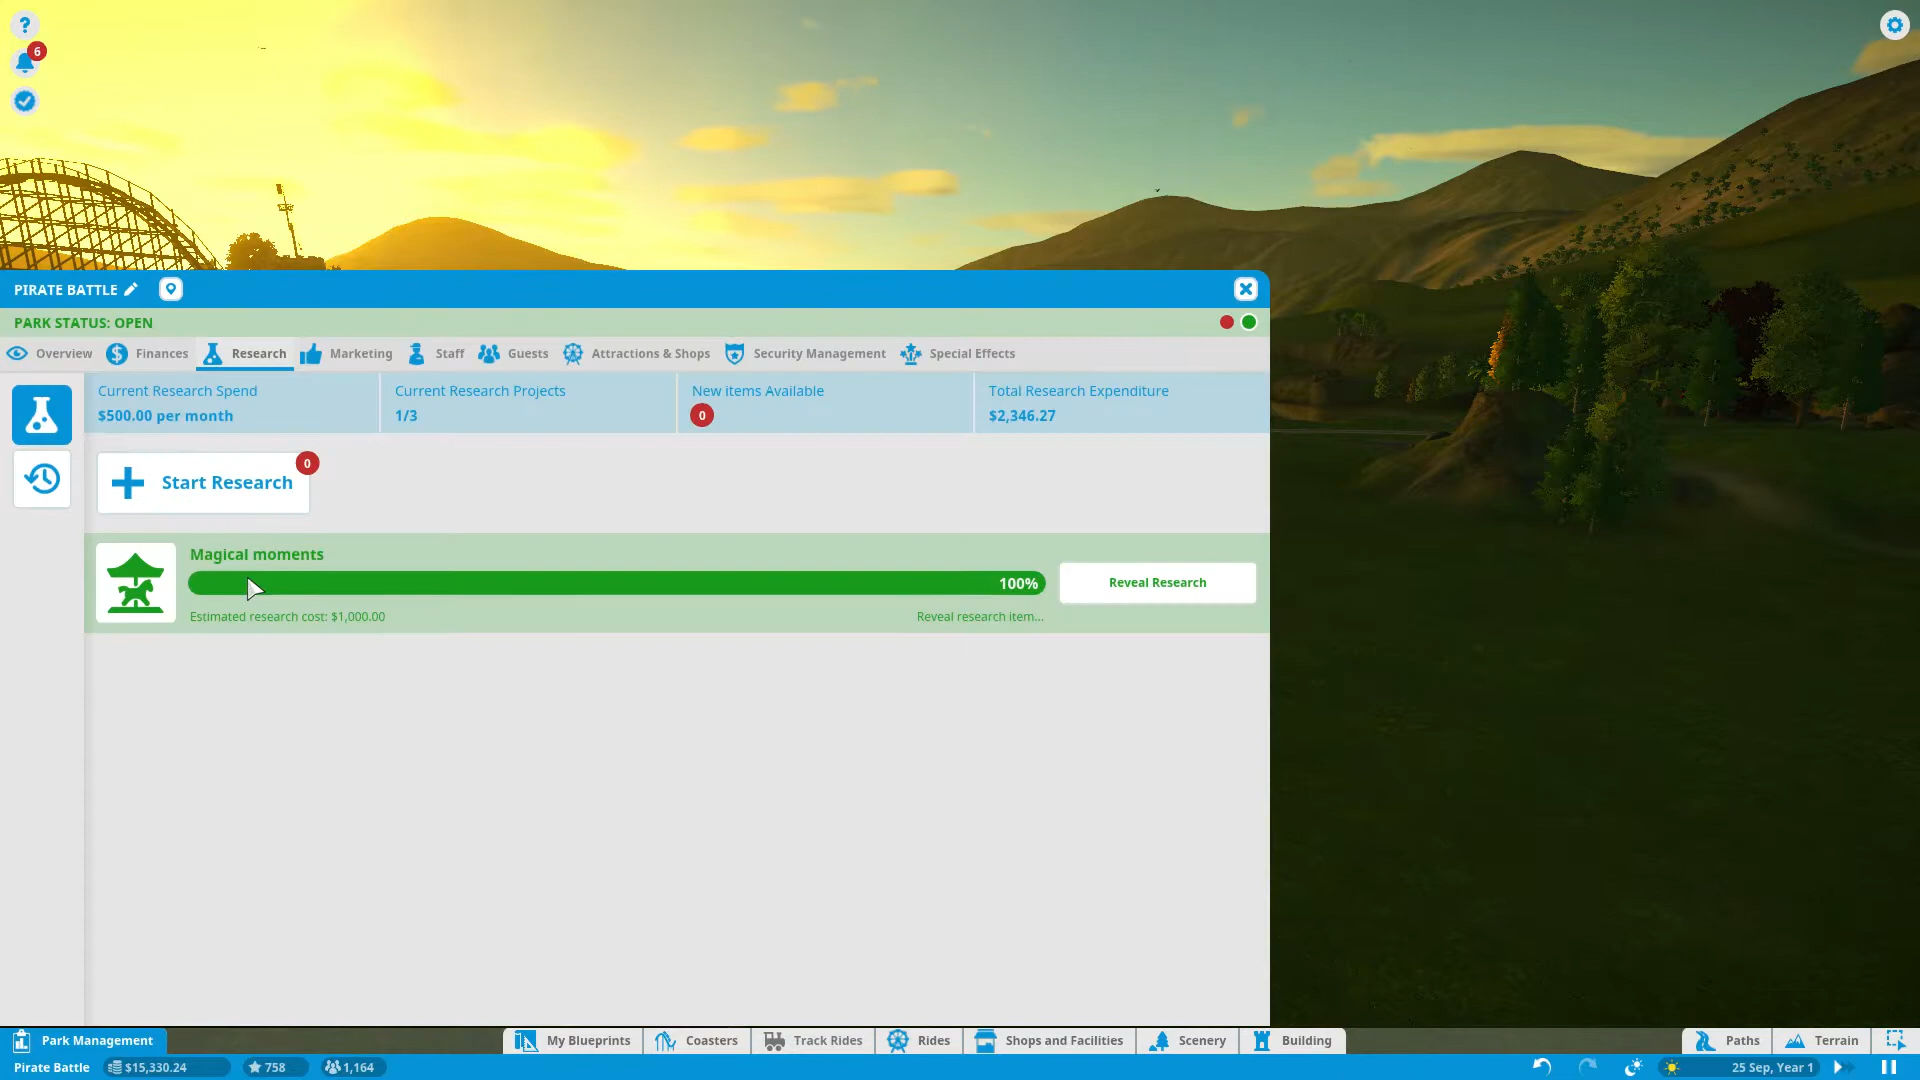 ?
6
PIRATE BATTLE
PARK STATUS: OPEN
Overview
Finances
Research
Marketing
Staff
Guests
Attractions & Shops
Security Management
Special Effects
Current Research Spend
$500.00 per month
Current Research Projects
1/3
New items Available
0
Total Research Expenditure
$2,346.27
Start Research
0
Magical moments
100%
Reveal Research
Estimated research cost: $1,000.00
Reveal research item...
Park Management
My Blueprints
Coasters
Track Rides
Rides
Shops and Facilities
Scenery
Building
Paths
Terrain
Pirate Battle
$15,330.24
758
1,164
25 Sep, Year 1